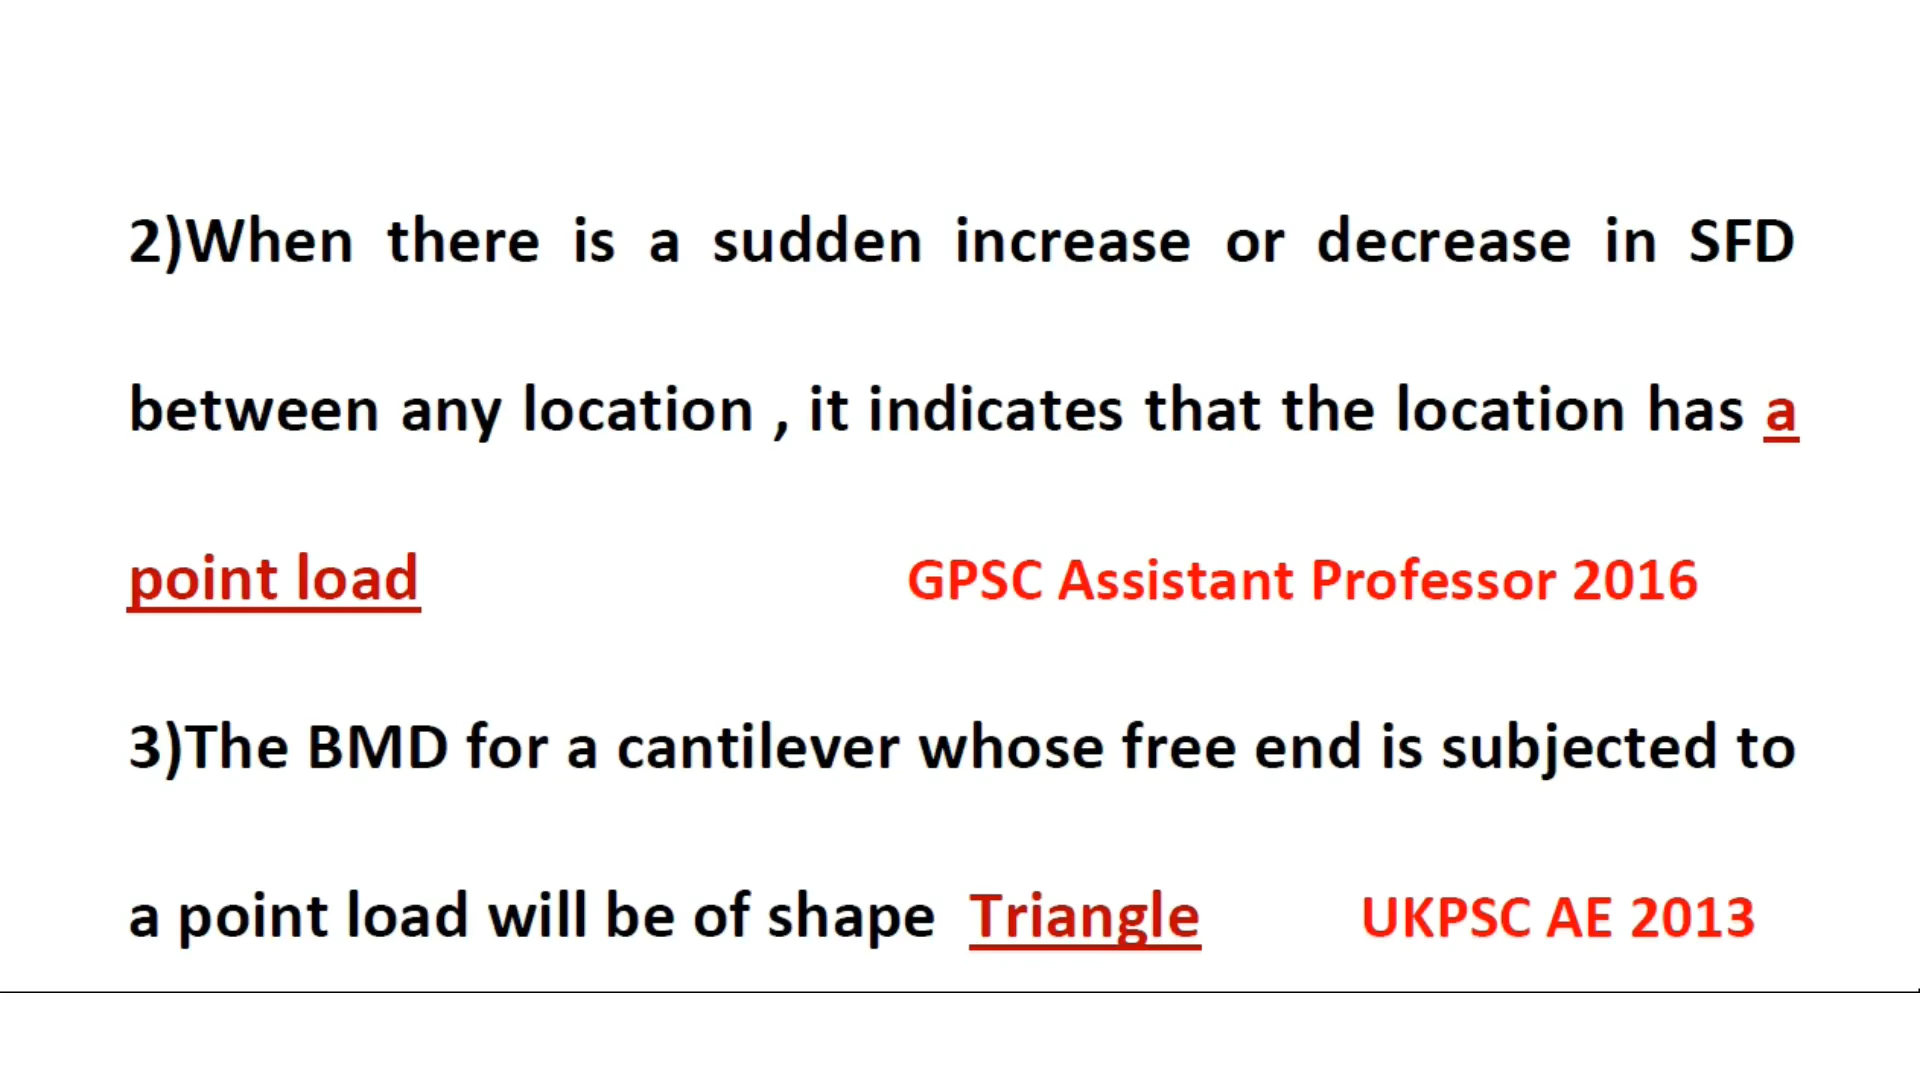 2)When there is a sudden increase or decrease in SFD
between any location , it indicates that the location has a
point load GPSC Assistant Professor 2016
3)The BMD for a cantilever whose free end is subjected to
a point load will be of shape Triangle UKPSC AE 2013